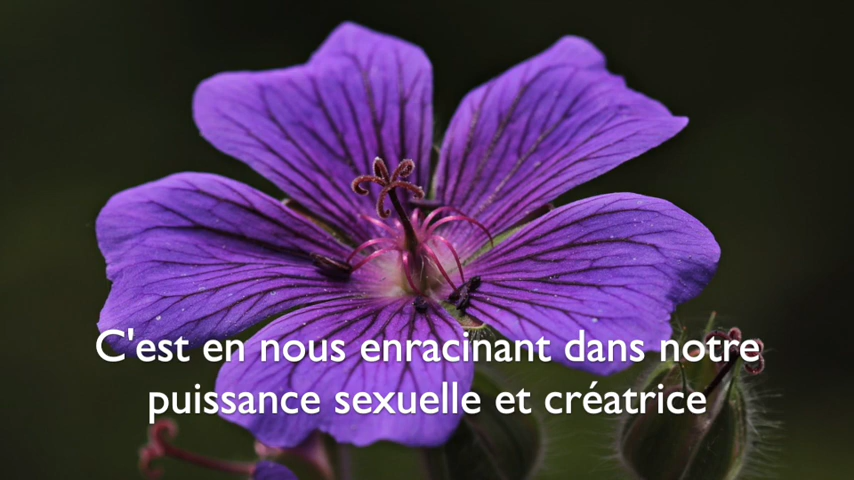 C'est en nous enracinant dans notre
puissance sexuelle et créatrice